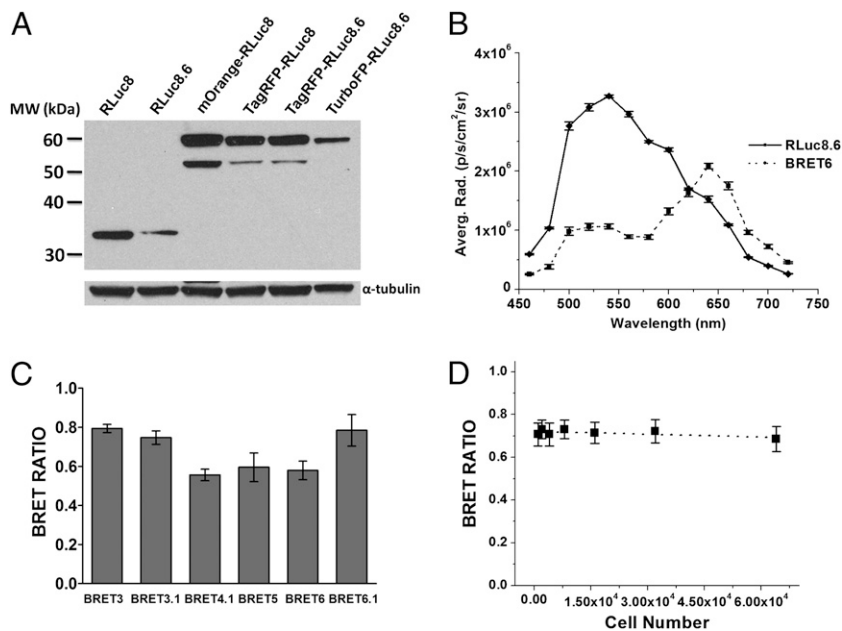 A
MW (kDa)
RLuc8
RLuc8.6
mOrange-RLuc8
TagRFP-RLuc8
TagRFP-RLuc8.6
TurboFP-RLuc8.6
60
50
40
30
α-tubulin
B
Averg. Rad. (p/s/cm²/sr)
4x10⁶
3x10⁶
2x10⁶
1x10⁶
0
450 500 550 600 650 700 750
Wavelength (nm)
RLuc8.6
BRET6
C
BRET RATIO
1.0
0.8
0.6
0.4
0.2
0.0
BRET3 BRET3.1 BRET4.1 BRET5 BRET6 BRET6.1
D
BRET RATIO
1.0
0.8
0.6
0.4
0.2
0.0
0.00 1.50x10⁴ 3.00x10⁴ 4.50x10⁴ 6.00x10⁴
Cell Number